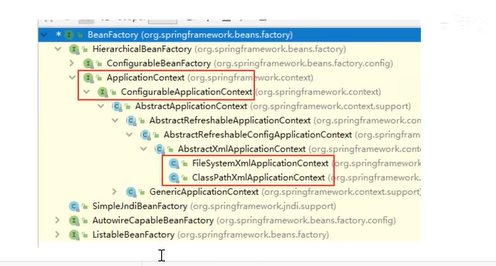 BeanFactory (org.springframework.beans.factory)
HierarchicalBeanFactory (org.springframework.beans.factory)
ConfigurableBeanFactory (org.springframework.beans.factory.config)
ApplicationContext (org.springframework.context)
ConfigurableApplicationContext (org.springframework.context)
AbstractApplicationContext (org.springframework.context.support)
AbstractRefreshableApplicationContext (org.springframework.context
AbstractRefreshableConfigApplicationContext (org.springframework
AbstractXmlApplicationContext (org.springframework.context.
FileSystemXmlApplicationContext (org.springframework.
ClassPathXmlApplicationContext (org.springframework.c
GenericApplicationContext (org.springframework.context.support)
SimpleJndiBeanFactory (org.springframework.jndi.support)
AutowireCapableBeanFactory (org.springframework.beans.factory.config)
ListableBeanFactory (org.springframework.beans.factory)